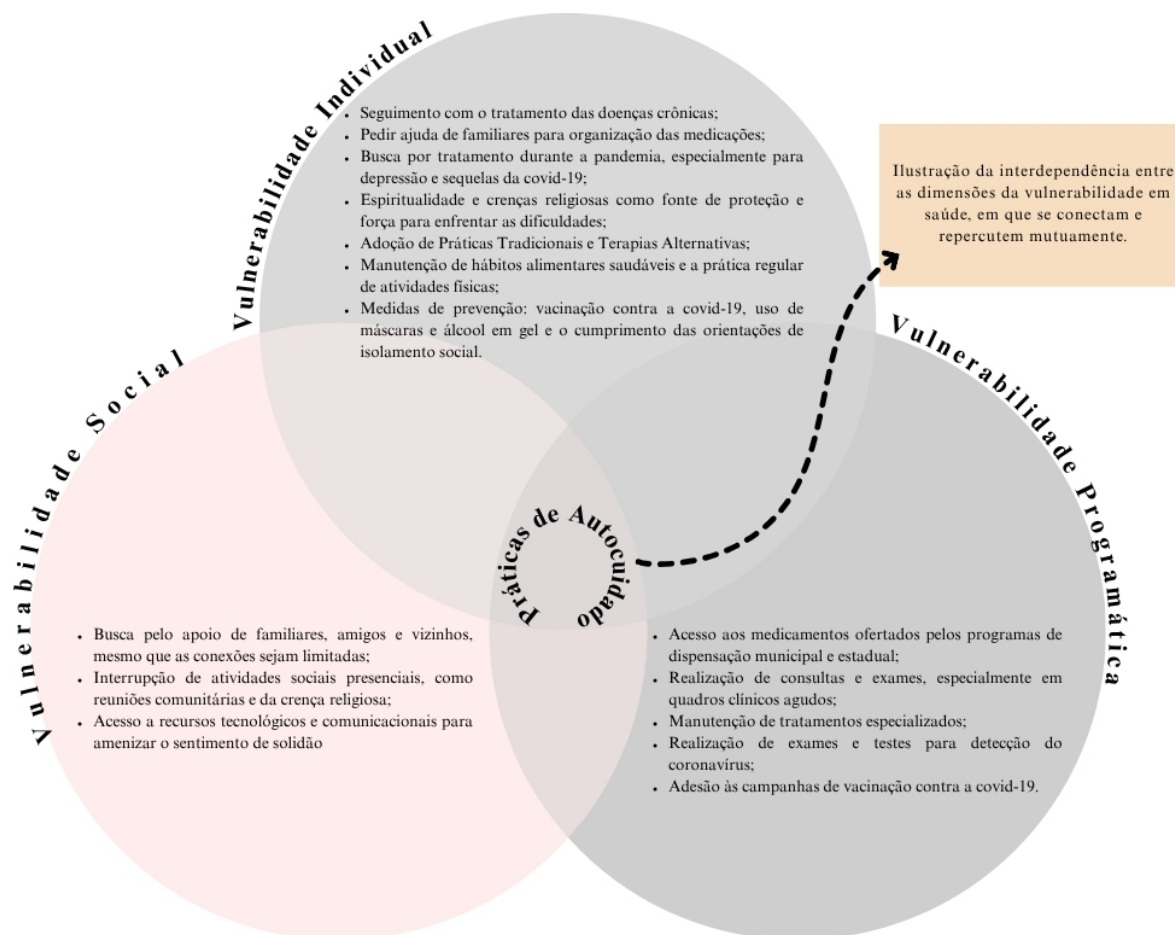 Vulnerabilidade Individual
• Seguimento com o tratamento das doenças crônicas;
• Pedir ajuda de familiares para organização das medicações;
• Busca por tratamento durante a pandemia, especialmente para
depressão e sequelas da covid-19;
• Espiritualidade e crenças religiosas como fonte de proteção e
força para enfrentar as dificuldades;
• Adoção de Práticas Tradicionais e Terapias Alternativas;
• Manutenção de hábitos alimentares saudáveis e a prática regular
de atividades físicas;
• Medidas de prevenção: vacinação contra a covid-19, uso de
máscaras e álcool em gel e o cumprimento das orientações de
isolamento social.
Ilustração da interdependência entre
as dimensões da vulnerabilidade em
saúde, em que se conectam e
repercutem mutuamente.
Vulnerabilidade Social
• Busca pelo apoio de familiares, amigos e vizinhos,
mesmo que as conexões sejam limitadas;
• Interrupção de atividades sociais presenciais, como
reuniões comunitárias e da crença religiosa;
• Acesso a recursos tecnológicos e comunicacionais para
amenizar o sentimento de solidão
Práticas de Autocuidado
Vulnerabilidade Programática
• Acesso aos medicamentos ofertados pelos programas de
dispensação municipal e estadual;
• Realização de consultas e exames, especialmente em
quadros clínicos agudos;
• Manutenção de tratamentos especializados;
• Realização de exames e testes para detecção do
coronavírus;
• Adesão às campanhas de vacinação contra a covid-19.